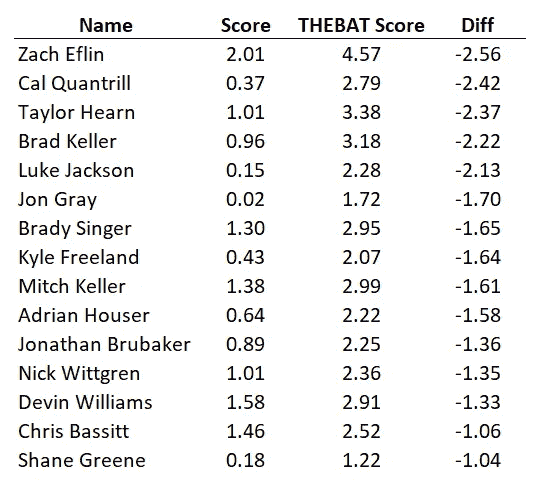 Name Score THEBAT Score Diff
Zach Eflin 2.01 4.57 -2.56
Cal Quantrill 0.37 2.79 -2.42
Taylor Hearn 1.01 3.38 -2.37
Brad Keller 0.96 3.18 -2.22
Luke Jackson 0.15 2.28 -2.13
Jon Gray 0.02 1.72 -1.70
Brady Singer 1.30 2.95 -1.65
Kyle Freeland 0.43 2.07 -1.64
Mitch Keller 1.38 2.99 -1.61
Adrian Houser 0.64 2.22 -1.58
Jonathan Brubaker 0.89 2.25 -1.36
Nick Wittgren 1.01 2.36 -1.35
Devin Williams 1.58 2.91 -1.33
Chris Bassitt 1.46 2.52 -1.06
Shane Greene 0.18 1.22 -1.04